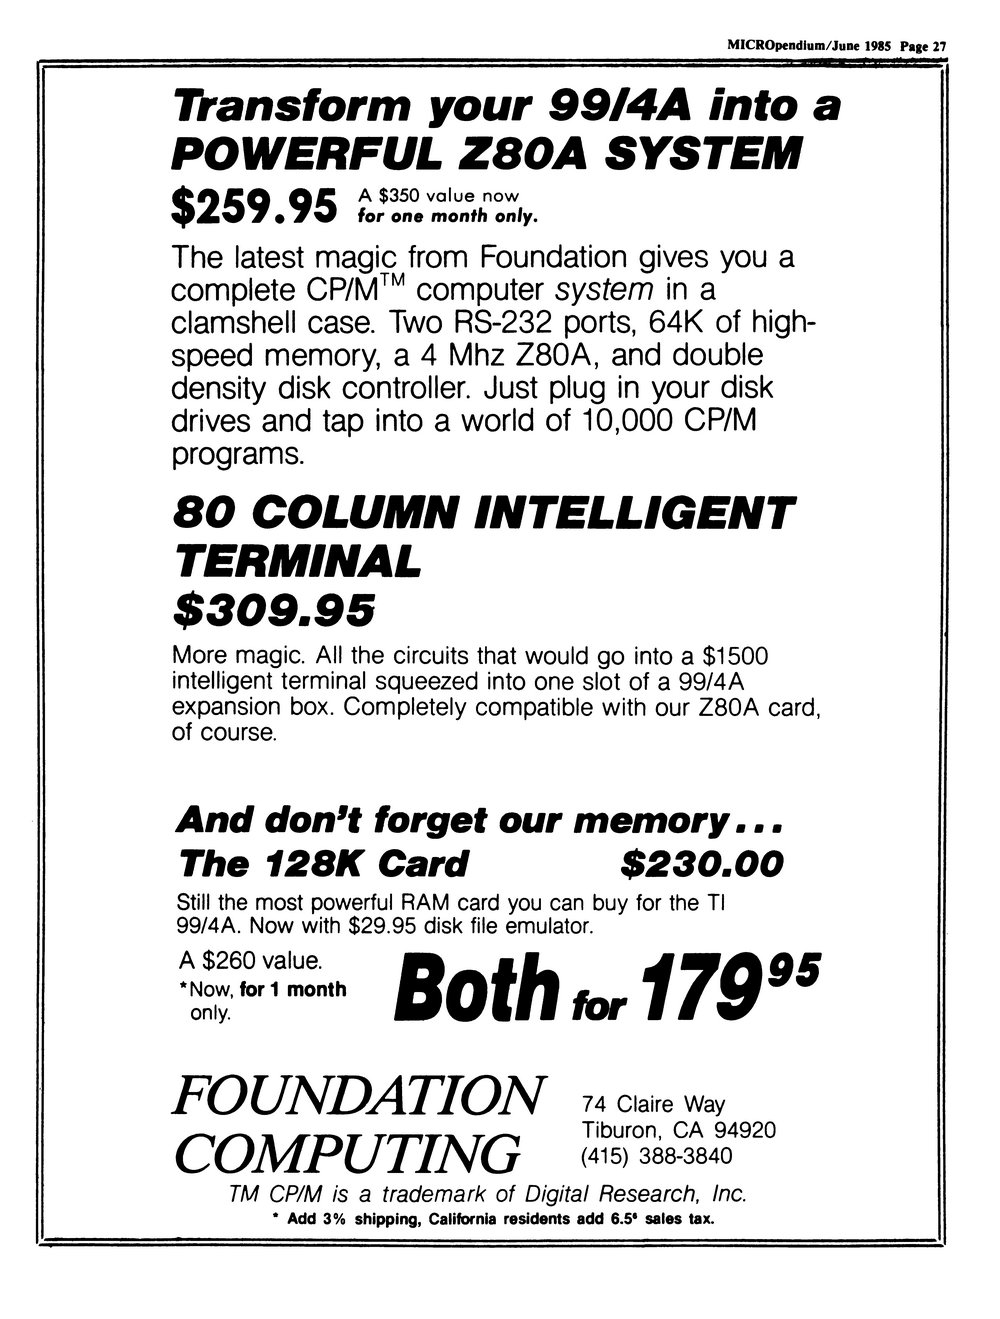 MICROpendium/June 1985 Page 27
Transform your 99/4A into a
POWERFUL Z80A SYSTEM
$259.95 A $350 value now
for one month only.
The latest magic from Foundation gives you a
complete CP/M™ computer system in a
clamshell case. Two RS-232 ports, 64K of high-
speed memory, a 4 Mhz Z80A, and double
density disk controller. Just plug in your disk
drives and tap into a world of 10,000 CP/M
programs.
80 COLUMN INTELLIGENT
TERMINAL
$309.95
More magic. All the circuits that would go into a $1500
intelligent terminal squeezed into one slot of a 99/4A
expansion box. Completely compatible with our Z80A card,
of course.
And don't forget our memory...
The 128K Card $230.00
Still the most powerful RAM card you can buy for the TI
99/4A. Now with $29.95 disk file emulator.
A $260 value.
*Now, for 1 month
only.
Both for 179 95
FOUNDATION
COMPUTING
74 Claire Way
Tiburon, CA 94920
(415) 388-3840
TM CP/M is a trademark of Digital Research, Inc.
* Add 3% shipping, California residents add 6.5¢ sales tax.